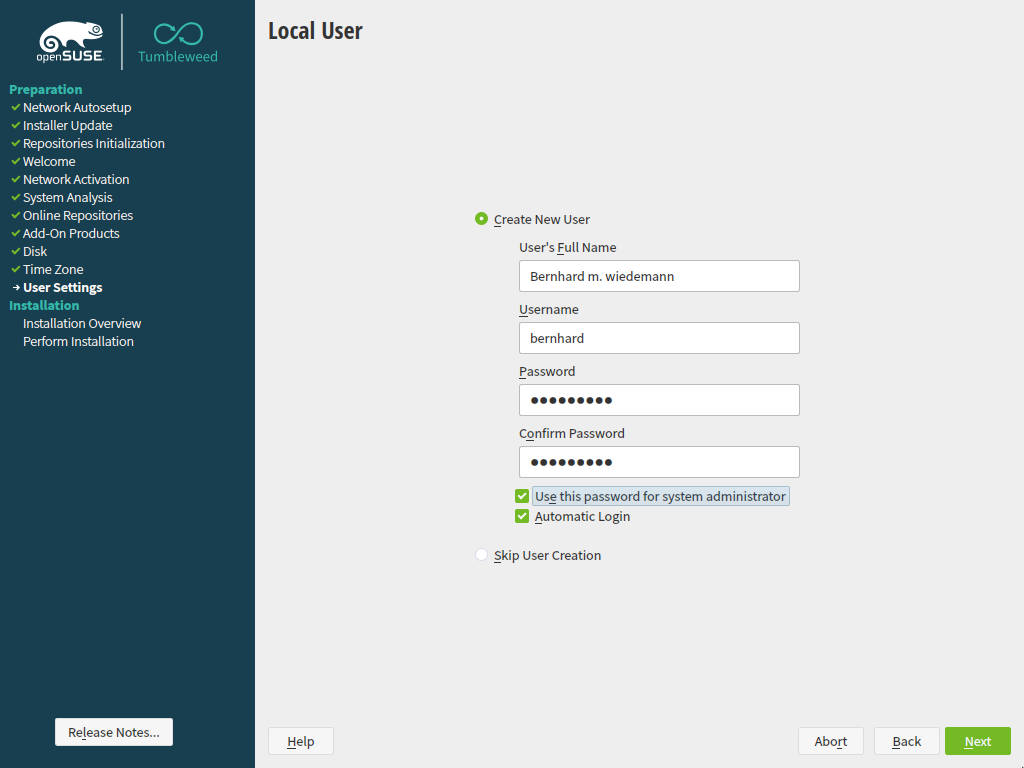 openSUSE
Tumbleweed
Preparation
Network Autosetup
Installer Update
Repositories Initialization
Welcome
Network Activation
System Analysis
Online Repositories
Add-On Products
Disk
Time Zone
User Settings
Installation
Installation Overview
Perform Installation
Release Notes...
Local User
Create New User
User's Full Name
Bernhard m. wiedemann
Username
bernhard
Password
●●●●●●●●●
Confirm Password
●●●●●●●●●
Use this password for system administrator
Automatic Login
Skip User Creation
Help Abort Back Next